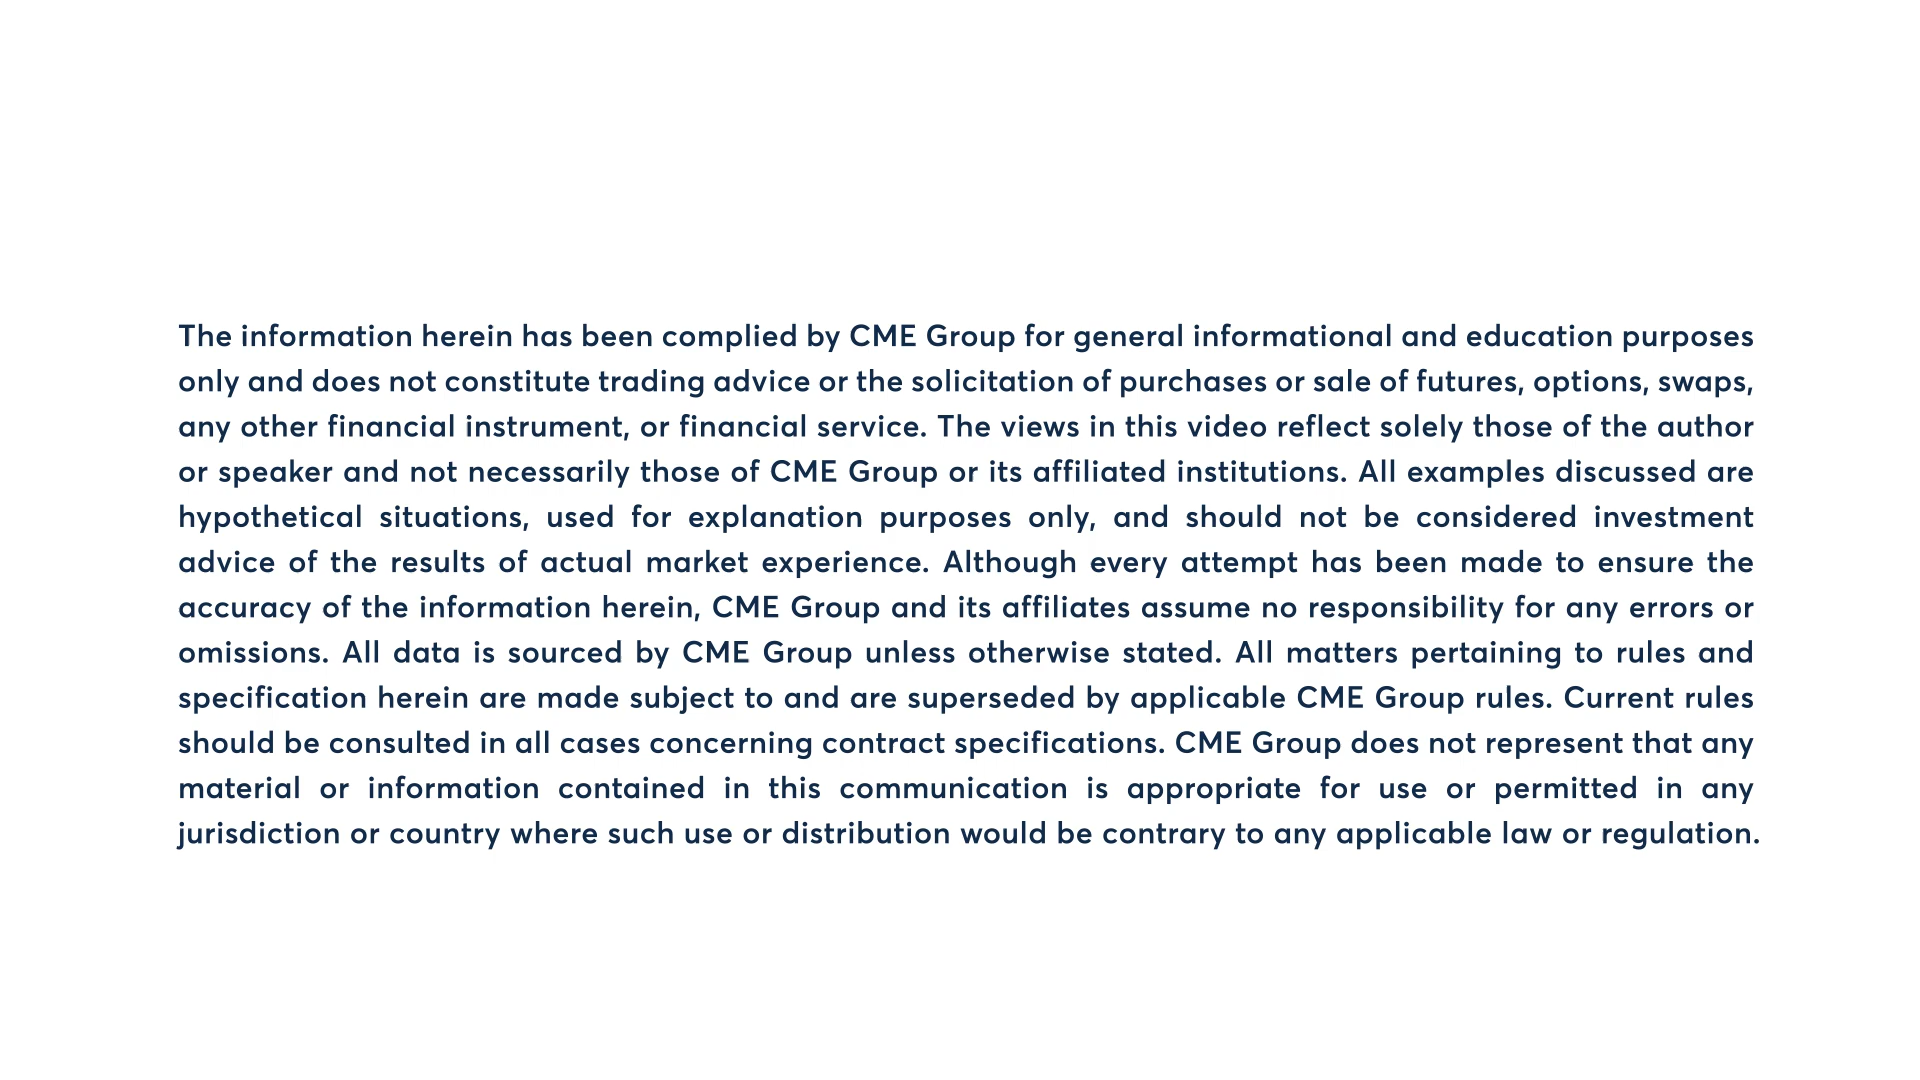 The information herein has been complied by CME Group for general informational and education purposes
only and does not constitute trading advice or the solicitation of purchases or sale of futures, options, swaps,
any other financial instrument, or financial service. The views in this video reflect solely those of the author
or speaker and not necessarily those of CME Group or its affiliated institutions. All examples discussed are
hypothetical situations, used for explanation purposes only, and should not be considered investment
advice of the results of actual market experience. Although every attempt has been made to ensure the
accuracy of the information herein, CME Group and its affiliates assume no responsibility for any errors or
omissions. All data is sourced by CME Group unless otherwise stated. All matters pertaining to rules and
specification herein are made subject to and are superseded by applicable CME Group rules. Current rules
should be consulted in all cases concerning contract specifications. CME Group does not represent that any
material or information contained in this communication is appropriate for use or permitted in any
jurisdiction or country where such use or distribution would be contrary to any applicable law or regulation.